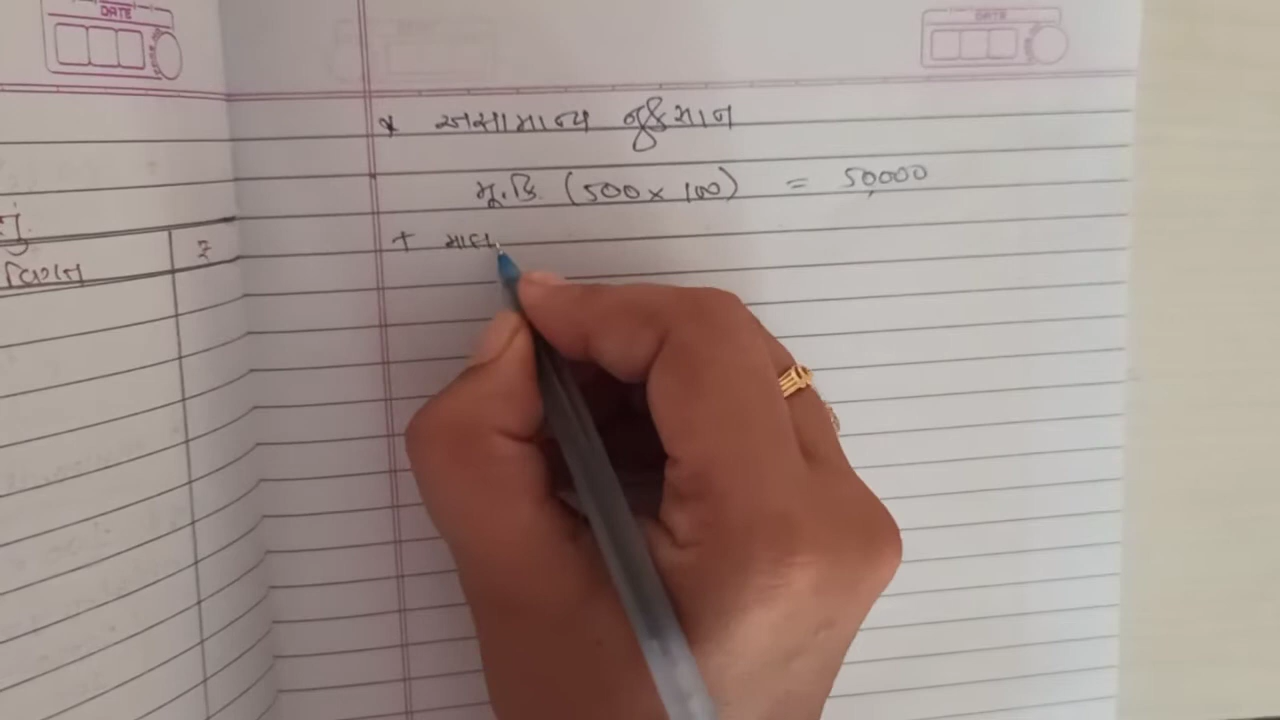 DATE
DATE
* અસામાન્ય નુકશાન
મૂ.કિં (500 x 100) = 50,000
+ માલ
વિગત ₹